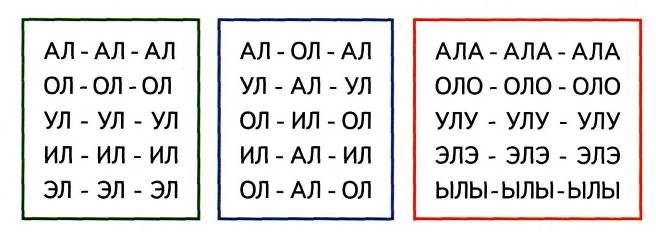 АЛ - АЛ - АЛ
ОЛ - ОЛ - ОЛ
УЛ - УЛ - УЛ
ИЛ - ИЛ - ИЛ
ЭЛ - ЭЛ - ЭЛ
АЛ - ОЛ - АЛ
УЛ - АЛ - УЛ
ОЛ - ИЛ - ОЛ
ИЛ - АЛ - ИЛ
ОЛ - АЛ - ОЛ
АЛА - АЛА - АЛА
ОЛО - ОЛО - ОЛО
УЛУ - УЛУ - УЛУ
ЭЛЭ - ЭЛЭ - ЭЛЭ
ЫЛЫ-ЫЛЫ-ЫЛЫ